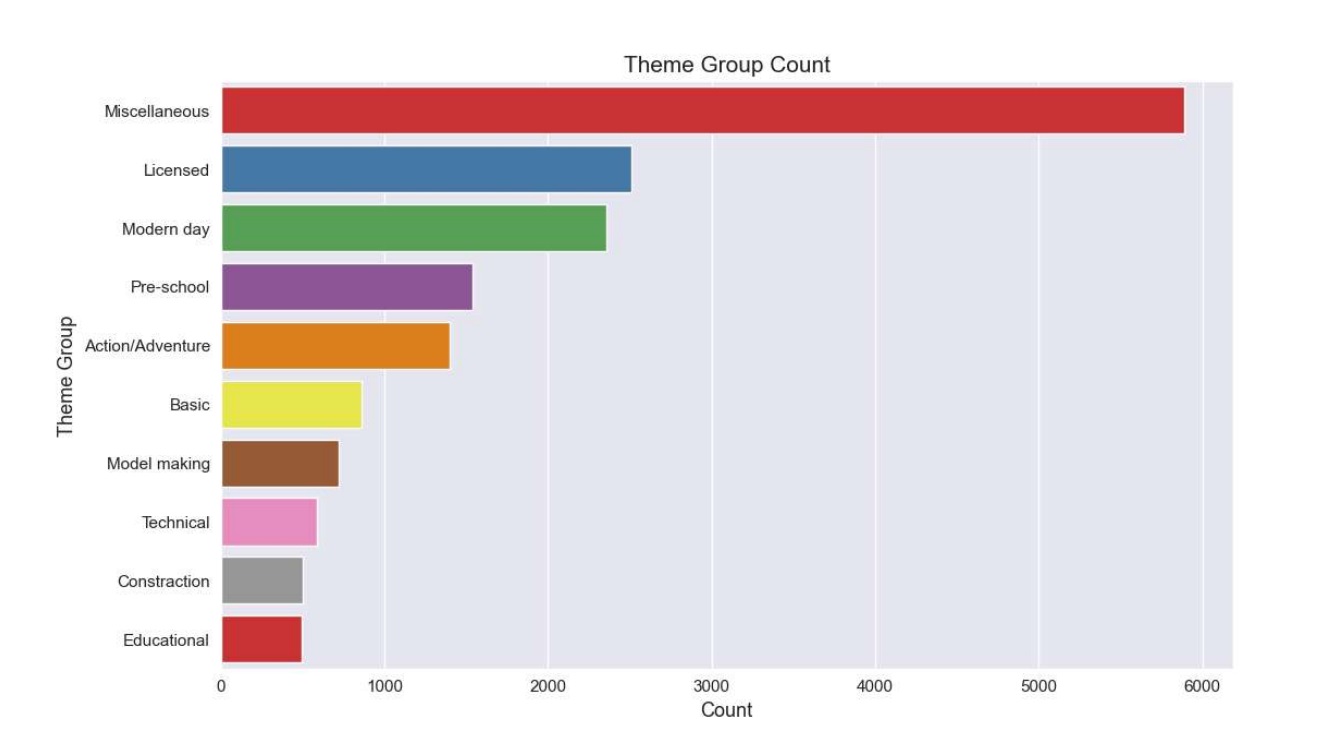 Theme Group Count
Theme Group
Miscellaneous
Licensed
Modern day
Pre-school
Action/Adventure
Basic
Model making
Technical
Constraction
Educational
0 1000 2000 3000 4000 5000 6000
Count